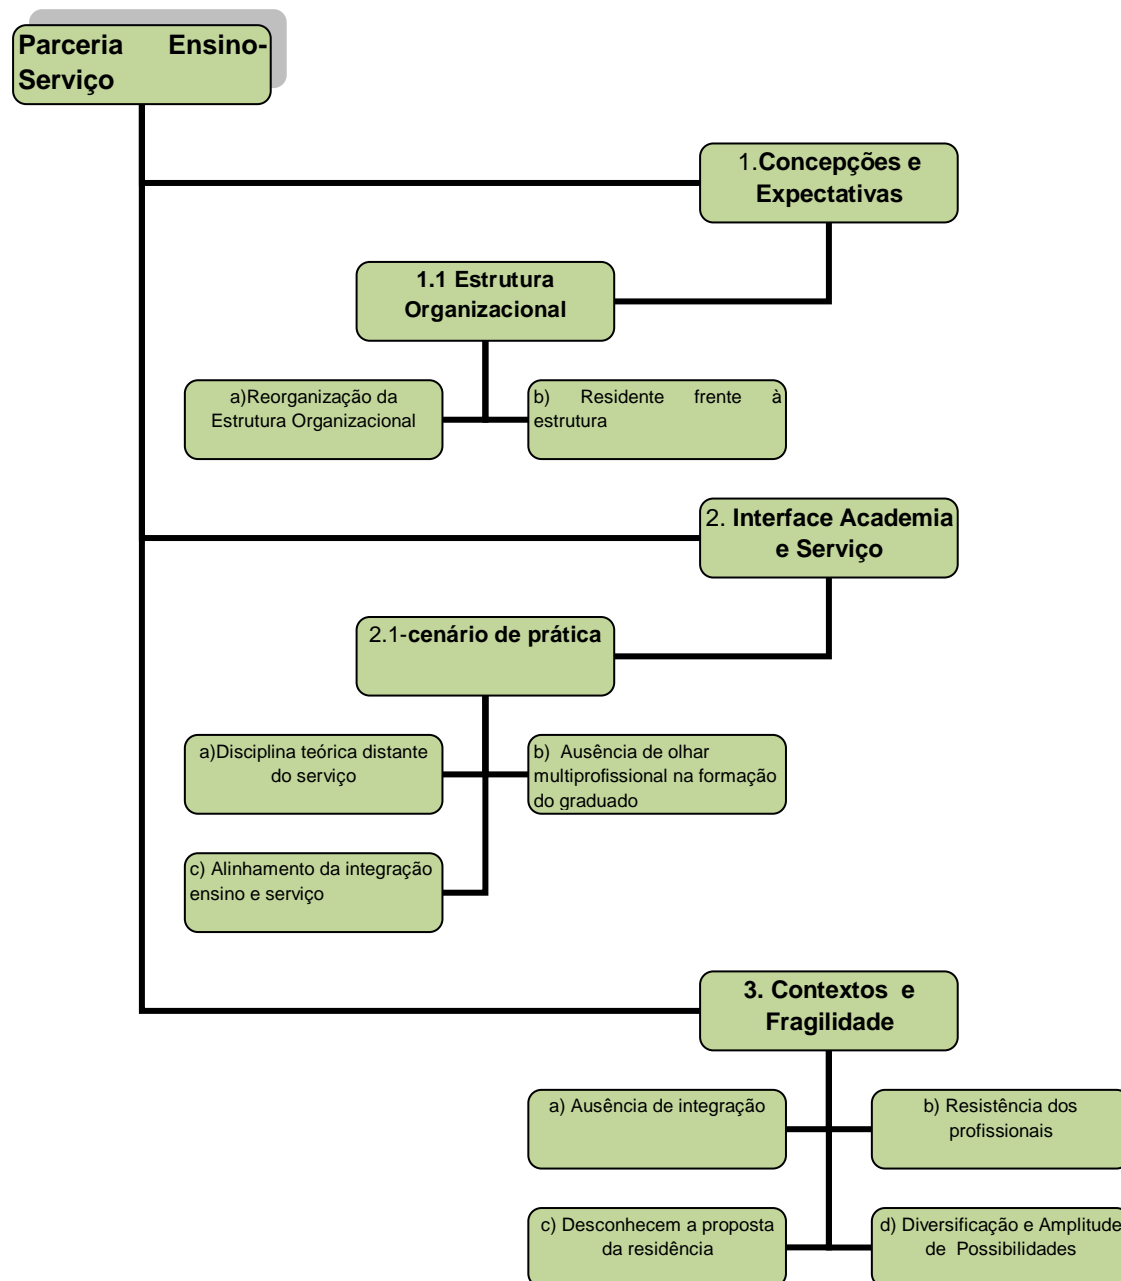 Parceria Ensino-
Serviço
1.Concepções e
Expectativas
1.1 Estrutura
Organizacional
a)Reorganização da
Estrutura Organizacional
b) Residente frente à
estrutura
2. Interface Academia
e Serviço
2.1-cenário de prática
a)Disciplina teórica distante
do serviço
b) Ausência de olhar
multiprofissional na formação
do graduado
c) Alinhamento da integração
ensino e serviço
3. Contextos e
Fragilidade
a) Ausência de integração
b) Resistência dos
profissionais
c) Desconhecem a proposta
da residência
d) Diversificação e Amplitude
de Possibilidades